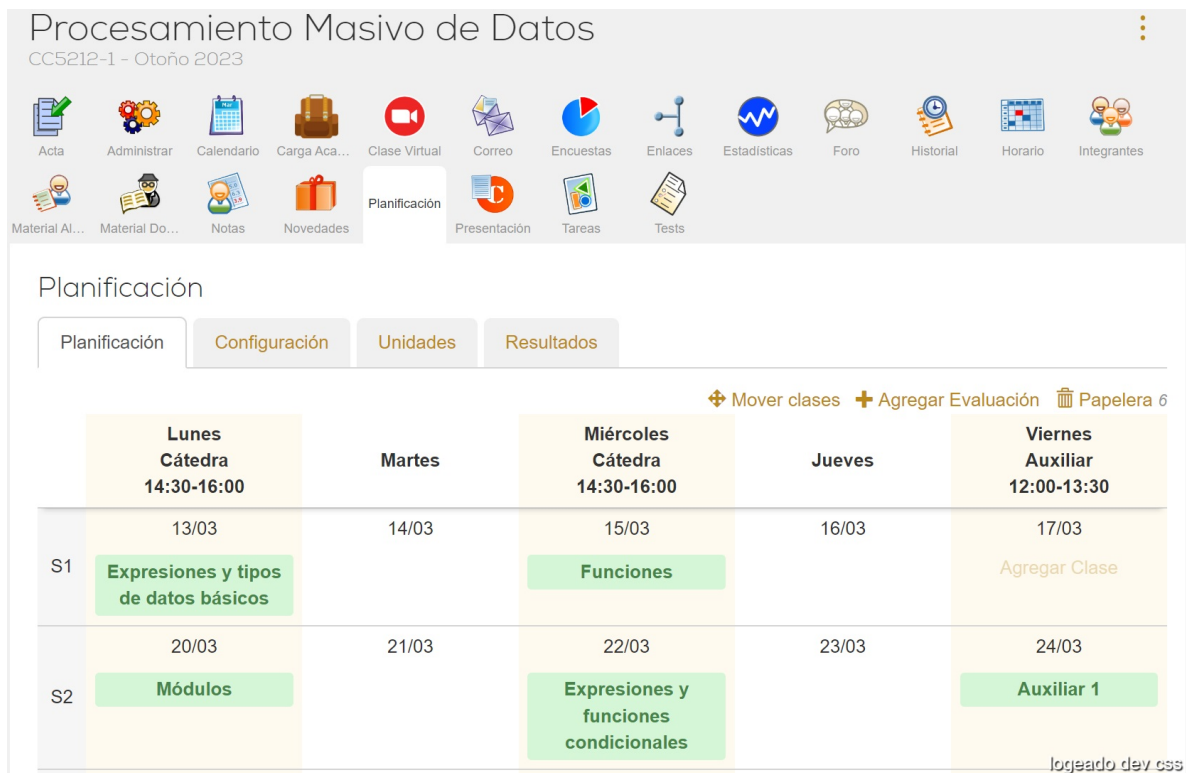 Procesamiento Masivo de Datos
CC5212-1 - Otoño 2023
Acta Administrar Calendario Carga Aca... Clase Virtual Correo Encuestas Enlaces Estadísticas Foro Historial Horario Integrantes
Material Al... Material Do... Notas Novedades Planificación Presentación Tareas Tests
Planificación
Planificación Configuración Unidades Resultados
Mover clases Agregar Evaluación Papelera 6
Lunes Miércoles Viernes
Cátedra Martes Cátedra Jueves Auxiliar
14:30-16:00 14:30-16:00 12:00-13:30
13/03 14/03 15/03 16/03 17/03
S1 Expresiones y tipos Funciones Agregar Clase
de datos básicos
20/03 21/03 22/03 23/03 24/03
S2 Módulos Expresiones y Auxiliar 1
funciones
condicionales
logeado dev css